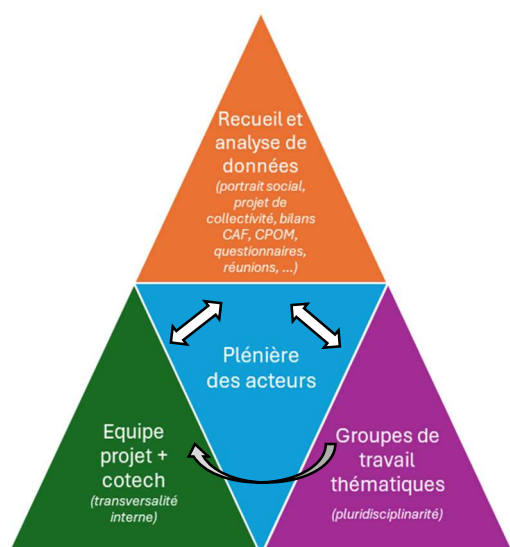 Recueil et
analyse de
données
(portrait social,
projet de
collectivité, bilans
CAF, CPOM,
questionnaires,
réunions, ...)
Plénière
des acteurs
Equipe
projet +
cotech
(transversalité
interne)
Groupes de
travail
thématiques
(pluridisciplinarité)